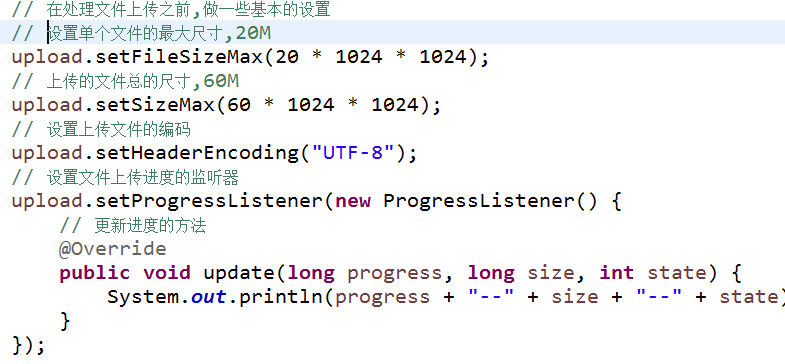 // 在处理文件上传之前,做一些基本的设置
// 设置单个文件的最大尺寸,20M
upload.setFileSizeMax(20 * 1024 * 1024);
// 上传的文件总的尺寸,60M
upload.setSizeMax(60 * 1024 * 1024);
// 设置上传文件的编码
upload.setHeaderEncoding("UTF-8");
// 设置文件上传进度的监听器
upload.setProgressListener(new ProgressListener() {
    // 更新进度的方法
    @Override
    public void update(long progress, long size, int state) {
        System.out.println(progress + "--" + size + "--" + state)
    }
});